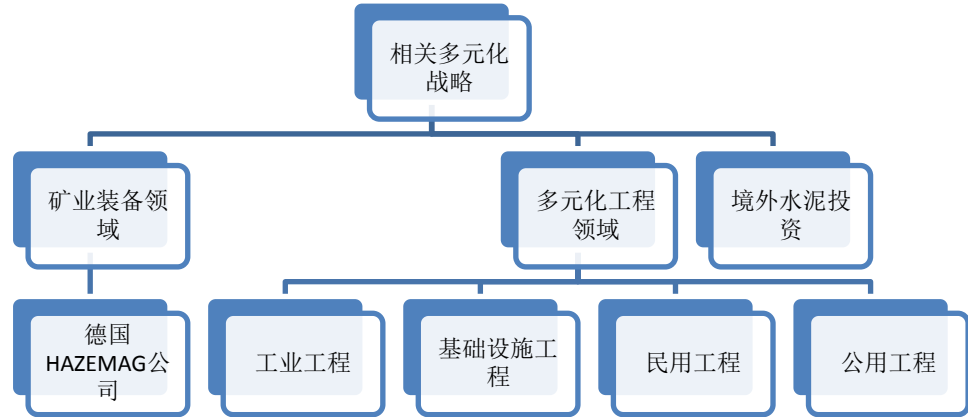 相关多元化
战略
矿业装备领
域
多元化工程
领域
境外水泥投
资
德国
HAZEMAG公
司
工业工程
基础设施工
程
民用工程
公用工程